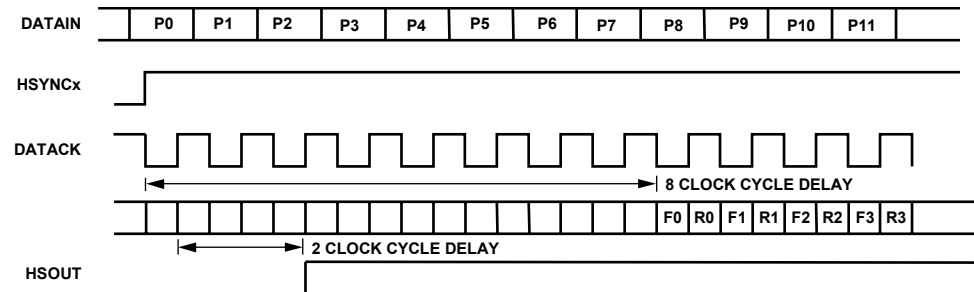 DATAIN P0 P1 P2 P3 P4 P5 P6 P7 P8 P9 P10 P11
HSYNCx
DATACK
8 CLOCK CYCLE DELAY
F0 R0 F1 R1 F2 R2 F3 R3
2 CLOCK CYCLE DELAY
HSOUT